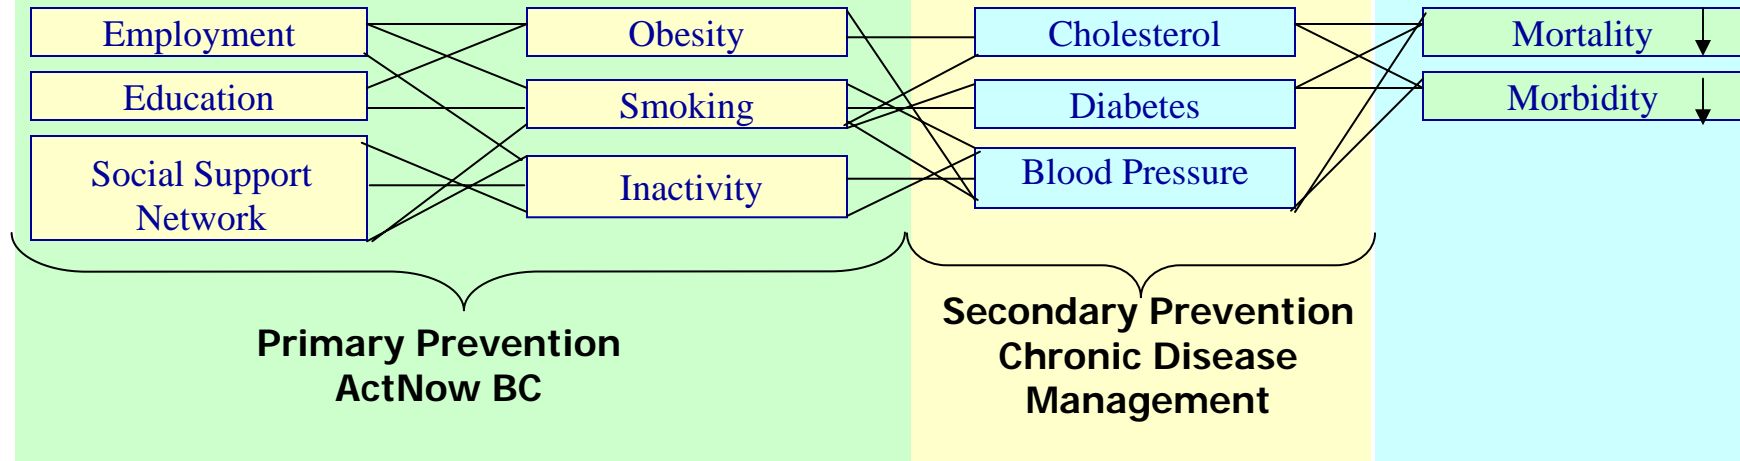 Employment
Obesity
Cholesterol
Mortality
Education
Smoking
Diabetes
Morbidity
Social Support
Network
Inactivity
Blood Pressure
Primary Prevention
ActNow BC
Secondary Prevention
Chronic Disease
Management